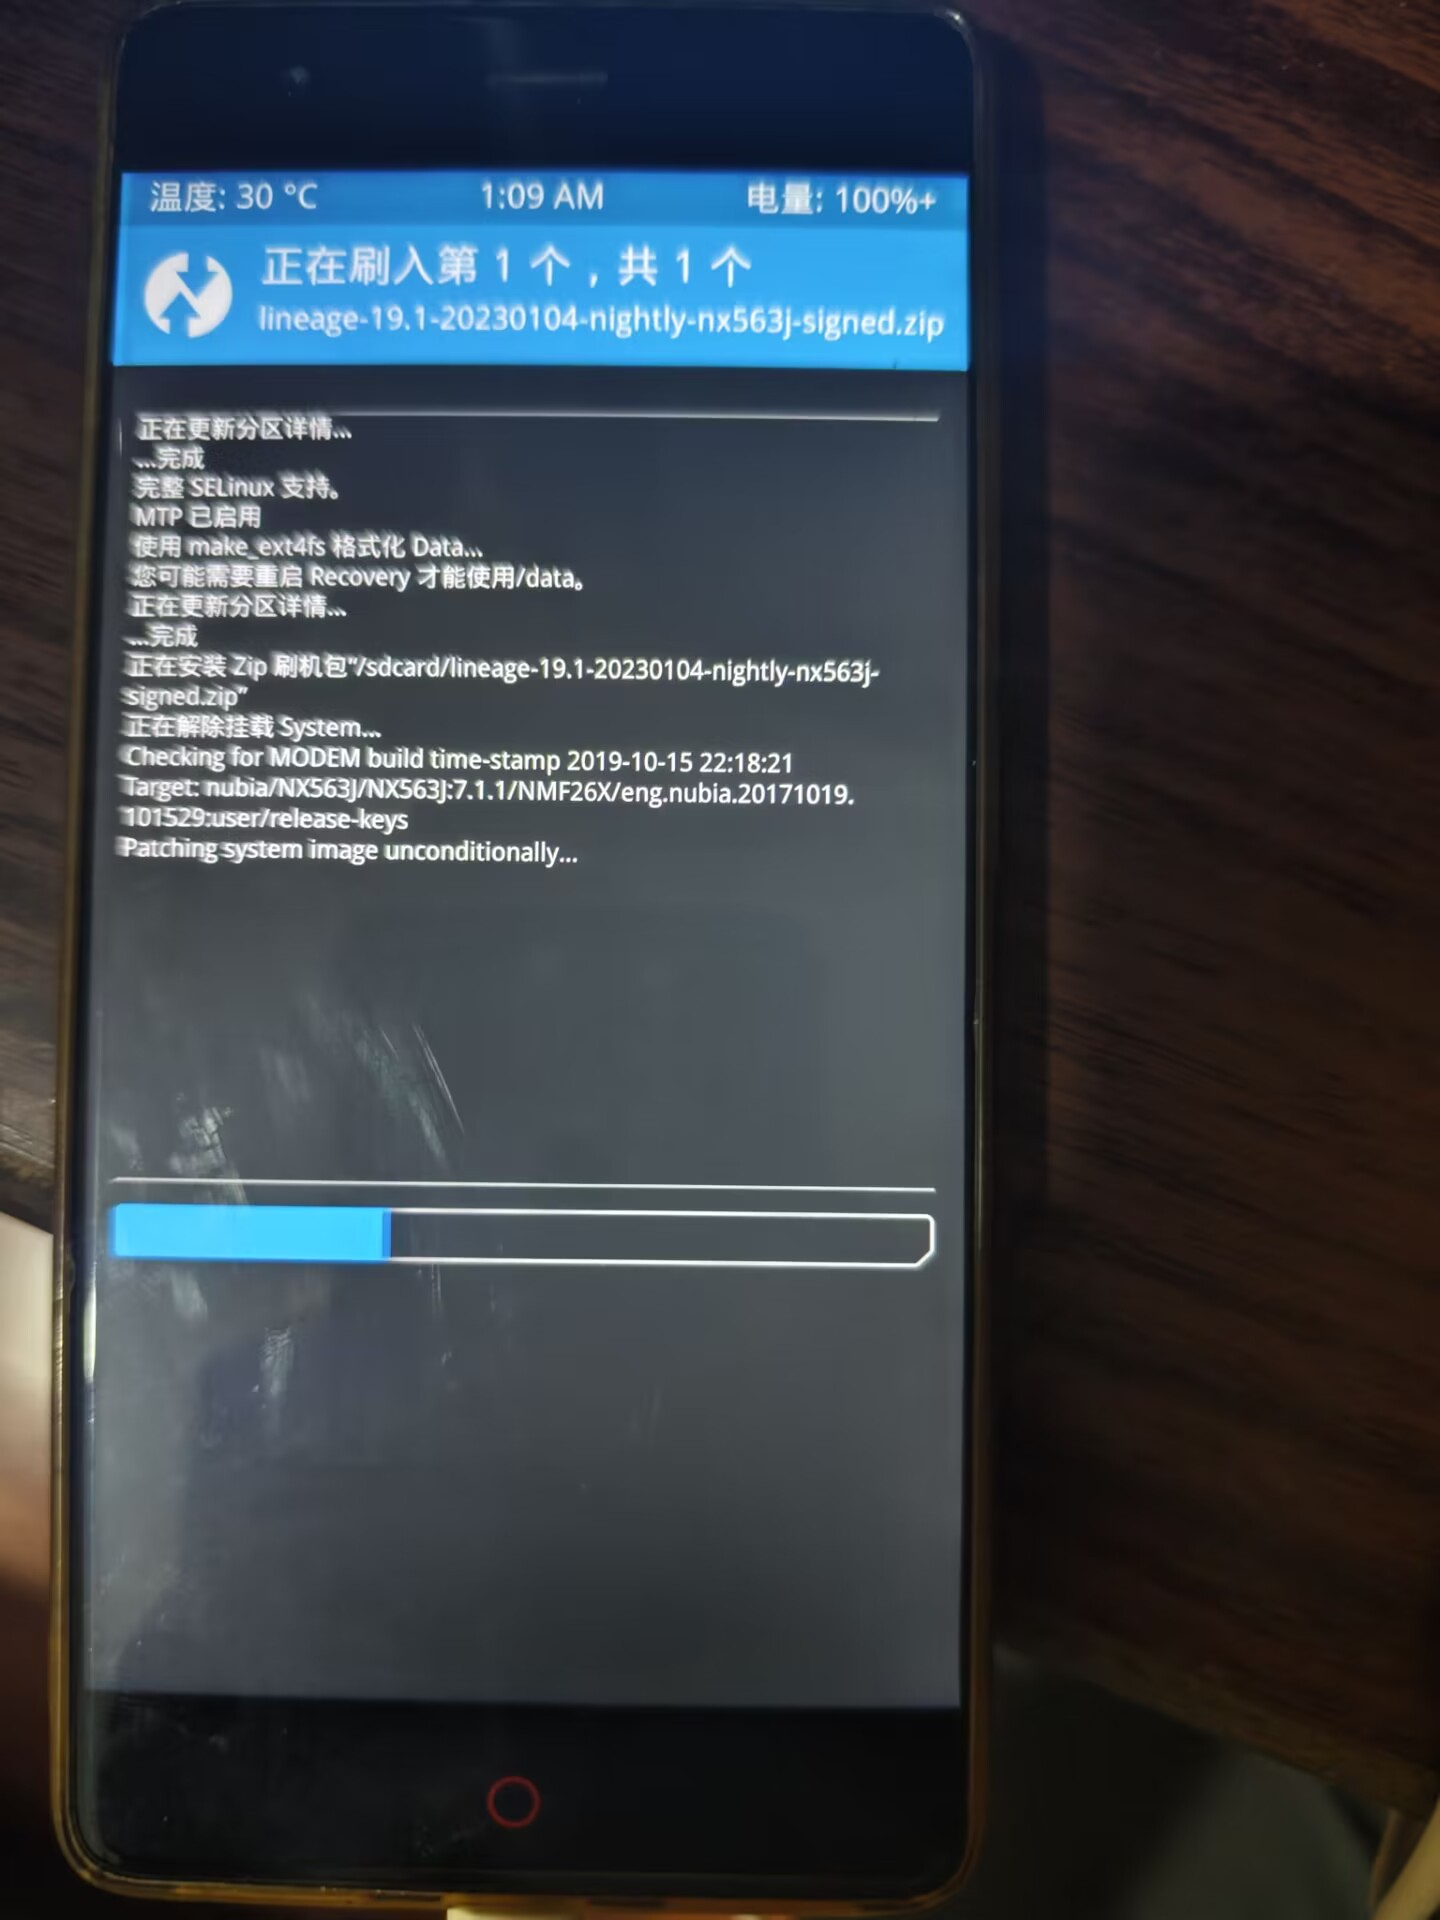 温度: 30 °C 1:09 AM 电量: 100%+
正在刷入第 1 个，共 1 个
lineage-19.1-20230104-nightly-nx563j-signed.zip
正在更新分区详情...
...完成
完整 SELinux 支持。
MTP 已启用
使用 make_ext4fs 格式化 Data...
您可能需要重启 Recovery 才能使用/data。
正在更新分区详情...
...完成
正在安装 Zip 刷机包"/sdcard/lineage-19.1-20230104-nightly-nx563j-
signed.zip"
正在解除挂载 System...
Checking for MODEM build time-stamp 2019-10-15 22:18:21
Target: nubia/NX563J/NX563J:7.1.1/NMF26X/eng.nubia.20171019.
101529:user/release-keys
Patching system image unconditionally...